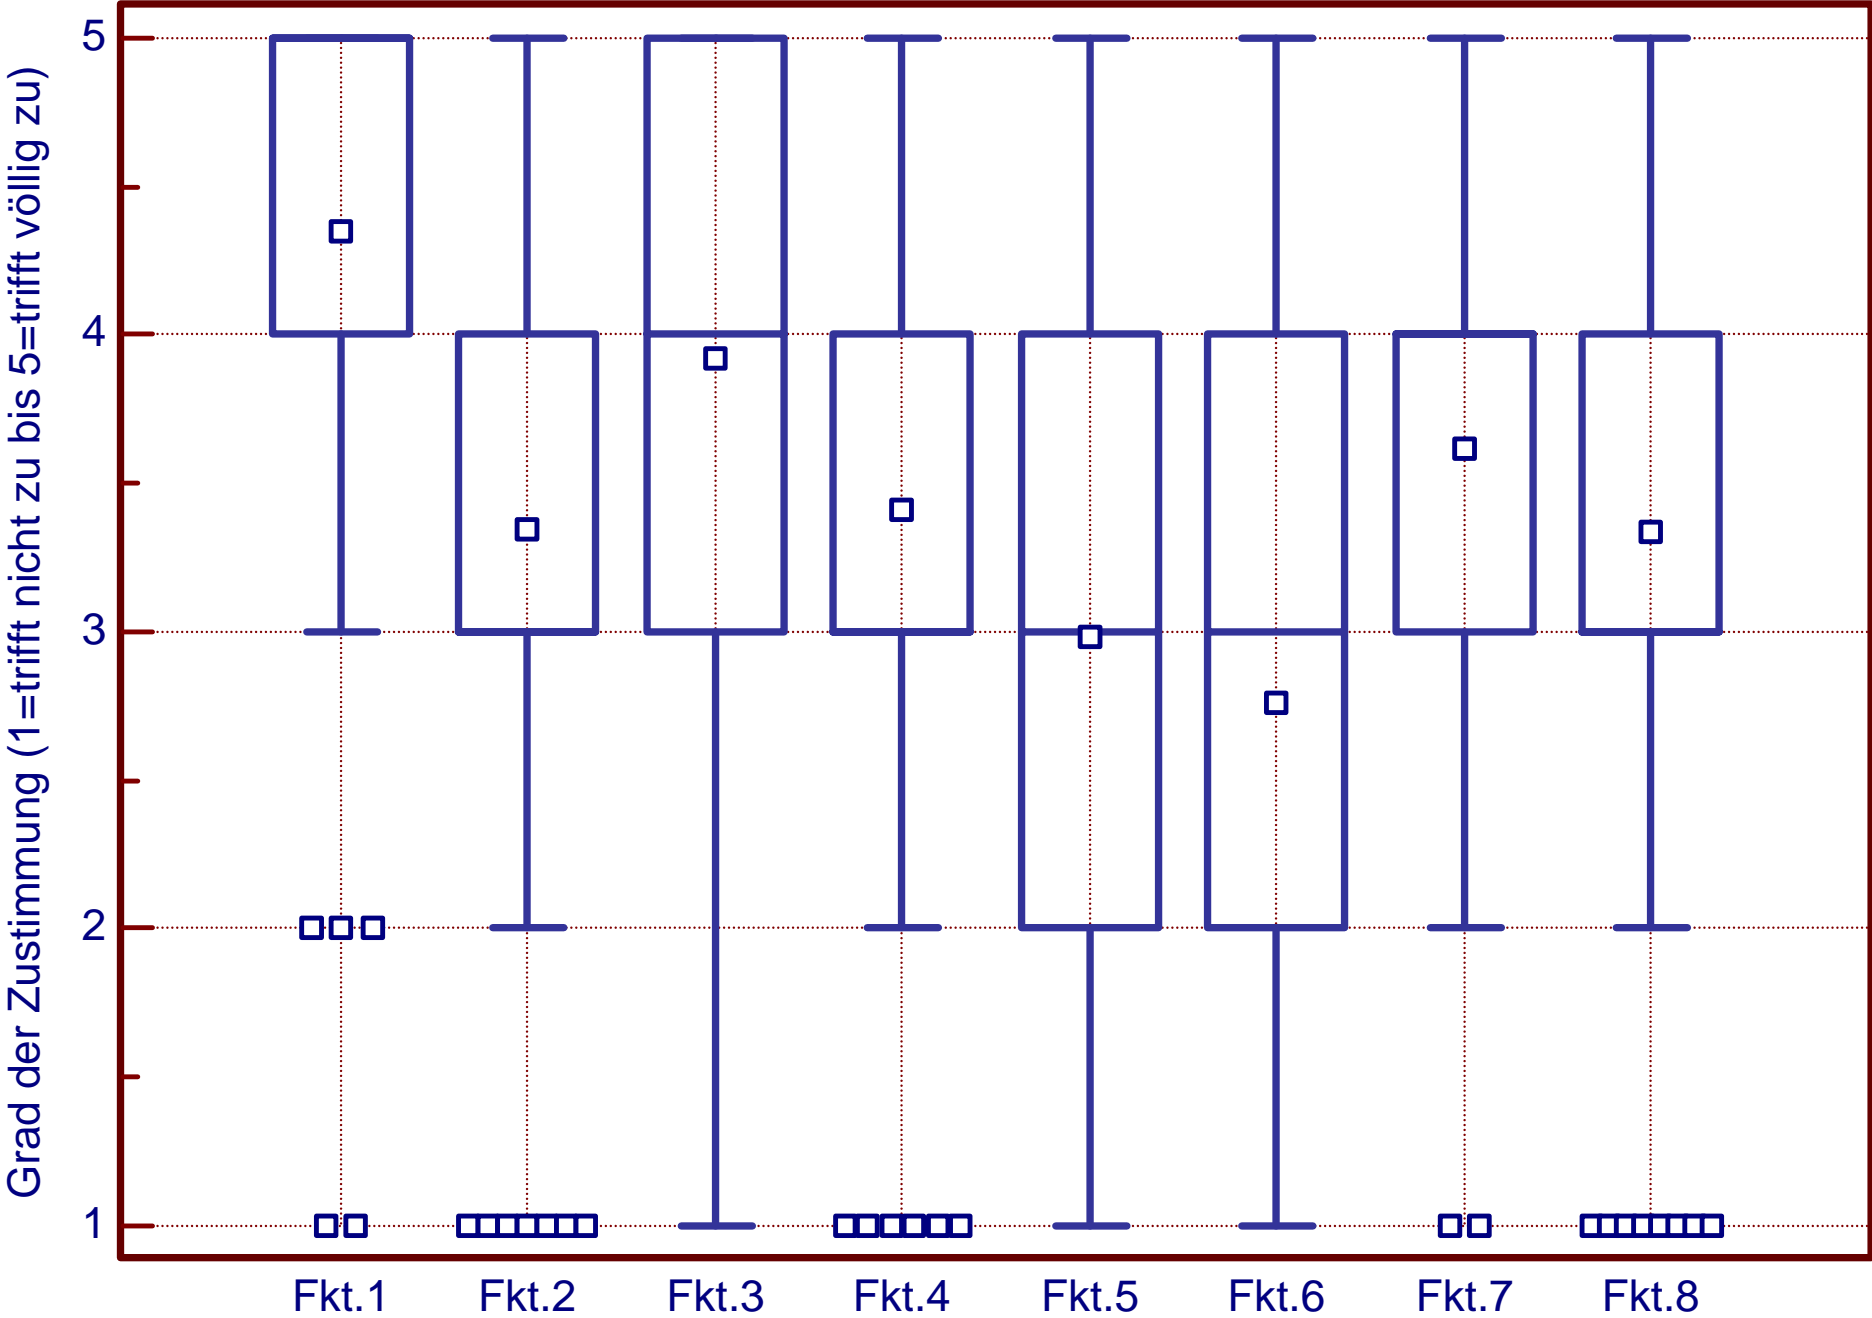 Grad der Zustimmung (1=trifft nicht zu bis 5=trifft völlig zu)
5
4
3
2
1
Fkt.1 Fkt.2 Fkt.3 Fkt.4 Fkt.5 Fkt.6 Fkt.7 Fkt.8